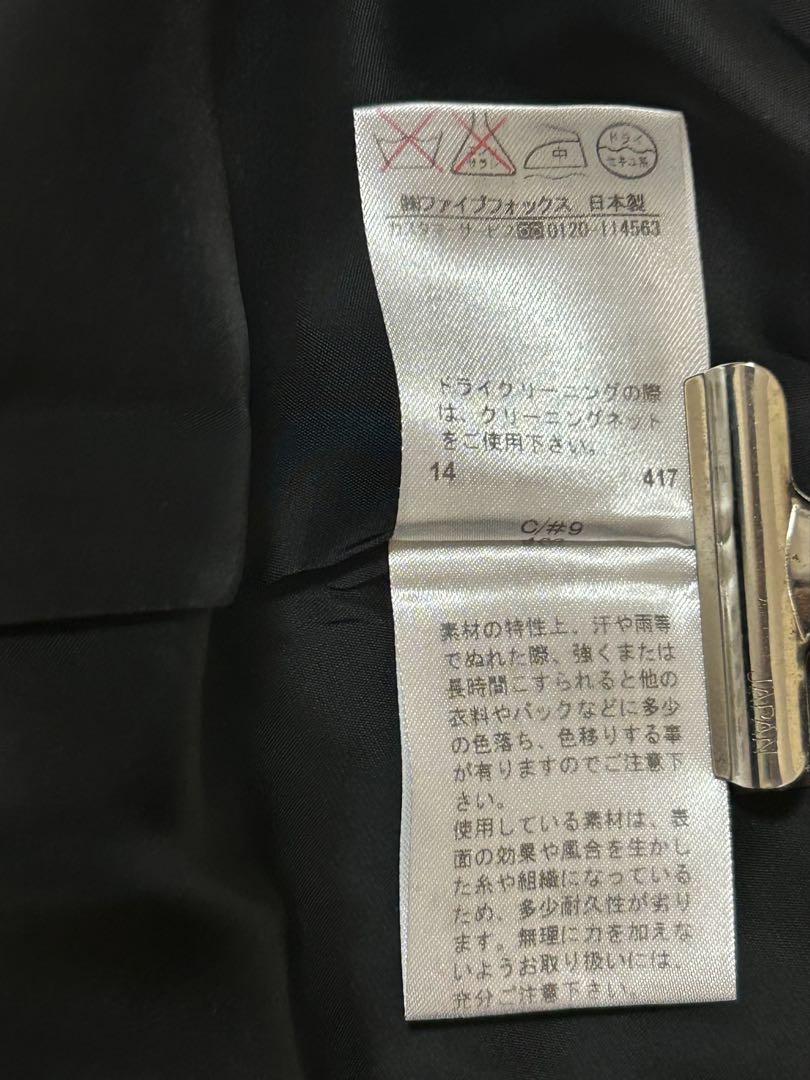 エンソ
サラシ
中
ドライ
セキユ系
㈱ファイブフォックス 日本製
カスタマーサービス 0120-114563
ドライクリーニングの際
は、クリーニングネット
をご使用下さい。
14 417
C/#9
素材の特性上、汗や雨等
でぬれた際、強くまたは
長時間こすられると他の
衣料やバックなどに多少
の色落ち、色移りする事
が有りますのでご注意下
さい。
使用している素材は、表
面の効果や風合を生かし
た糸や組織になっている
ため、多少耐久性が劣り
ます。無理に力を加えな
いようお取り扱いには、
充分ご注意下さい。
JAPAN